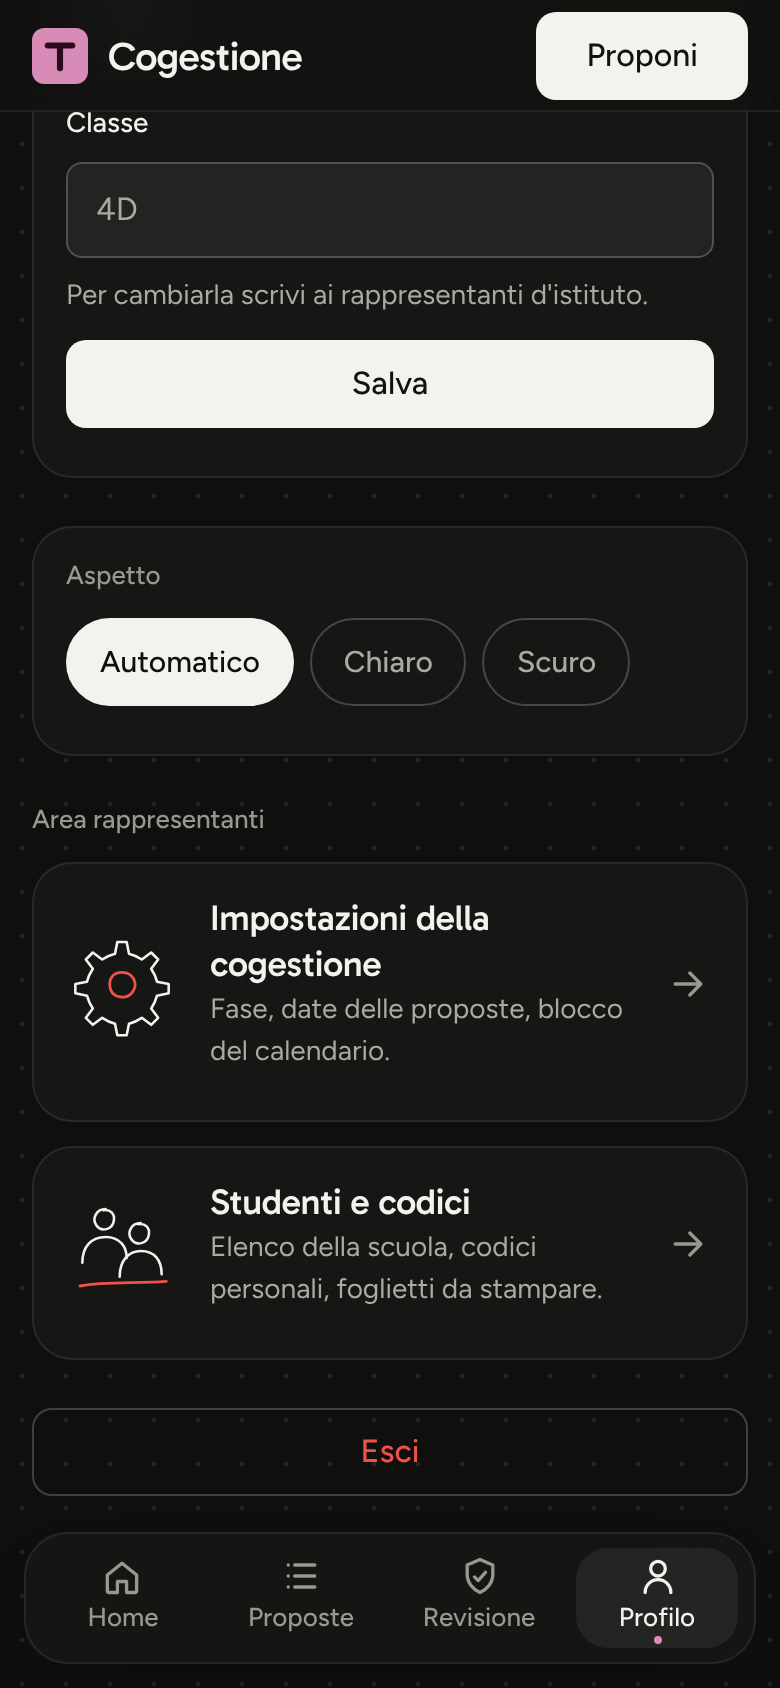 T Cogestione
Proponi
Classe
4D
Per cambiarla scrivi ai rappresentanti d'istituto.
Salva
Aspetto
Automatico
Chiaro
Scuro
Area rappresentanti
Impostazioni della
cogestione
Fase, date delle proposte, blocco
del calendario.
Studenti e codici
Elenco della scuola, codici
personali, foglietti da stampare.
Esci
Home
Proposte
Revisione
Profilo